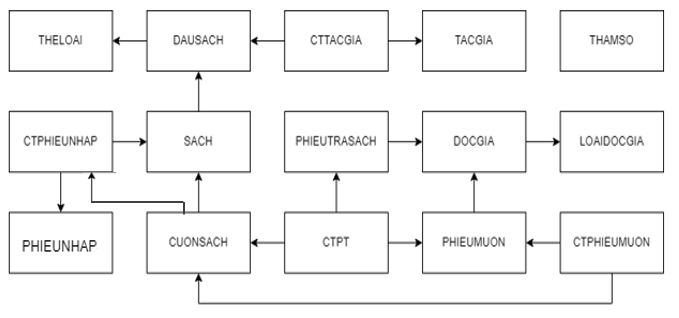 THELOAI
DAUSACH
CTTACGIA
TACGIA
THAMSO
CTPHIEUNHAP
SACH
PHIEUTRASACH
DOCGIA
LOAIDOCGIA
PHIEUNHAP
CUONSACH
CTPT
PHIEUMUON
CTPHIEUMUON